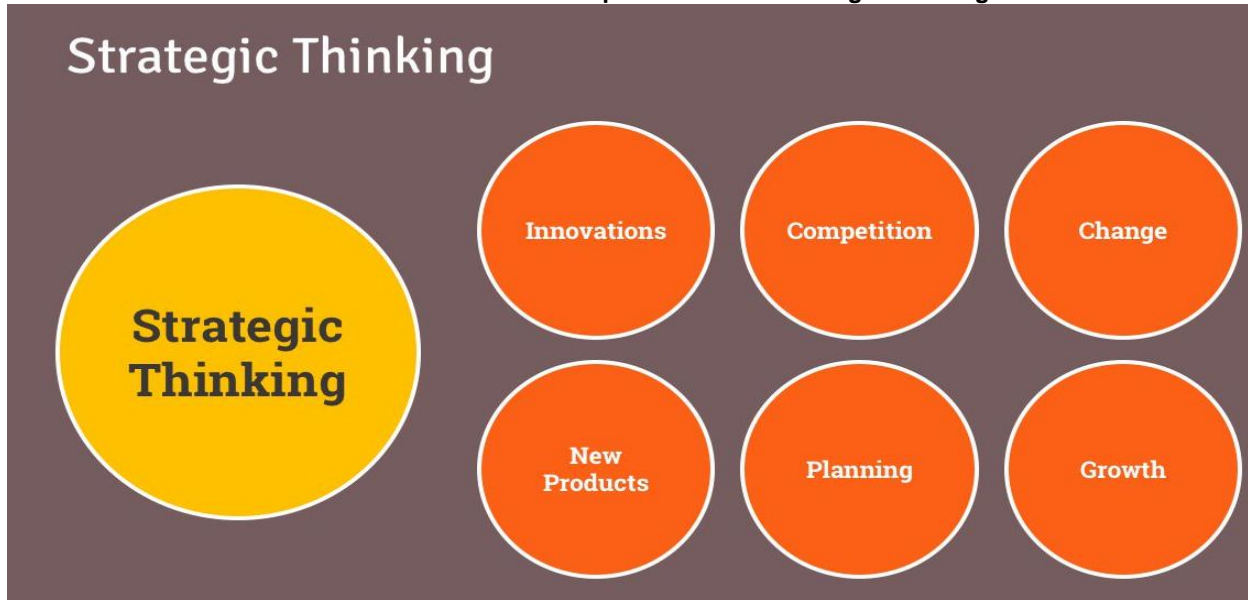 Strategic Thinking
Strategic
Thinking
Innovations
Competition
Change
New
Products
Planning
Growth